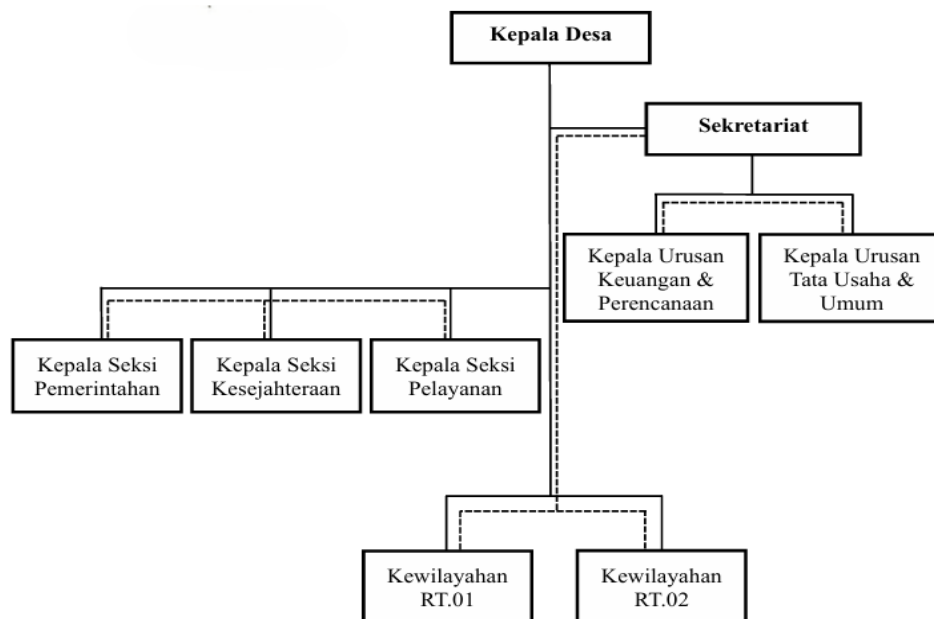 Kepala Desa
Sekretariat
Kepala Urusan
Keuangan &
Perencanaan
Kepala Urusan
Tata Usaha &
Umum
Kepala Seksi
Pemerintahan
Kepala Seksi
Kesejahteraan
Kepala Seksi
Pelayanan
Kewilayahan
RT.01
Kewilayahan
RT.02